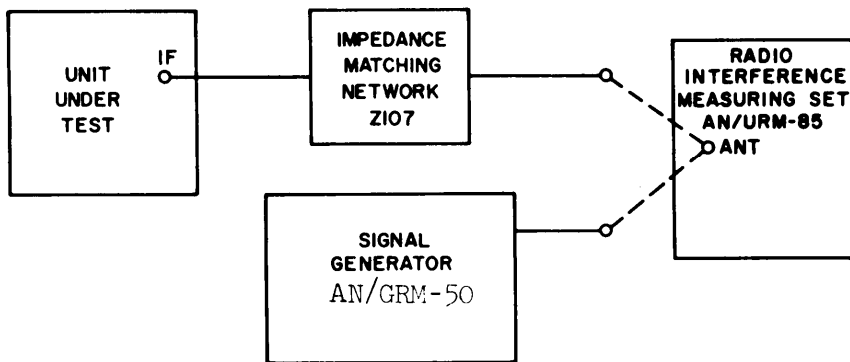 UNIT
UNDER
TEST
IF
IMPEDANCE
MATCHING
NETWORK
Z107
RADIO
INTERFERENCE
MEASURING SET
AN/URM-85
ANT
SIGNAL
GENERATOR
AN/GRM-50